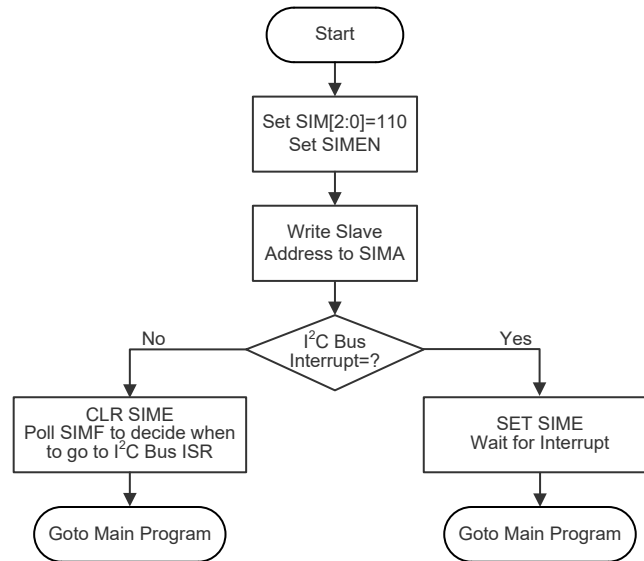 Start
Set SIM[2:0]=110
Set SIMEN
Write Slave
Address to SIMA
I²C Bus
Interrupt=?
No
Yes
CLR SIME
Poll SIMF to decide when
to go to I²C Bus ISR
SET SIME
Wait for Interrupt
Goto Main Program
Goto Main Program